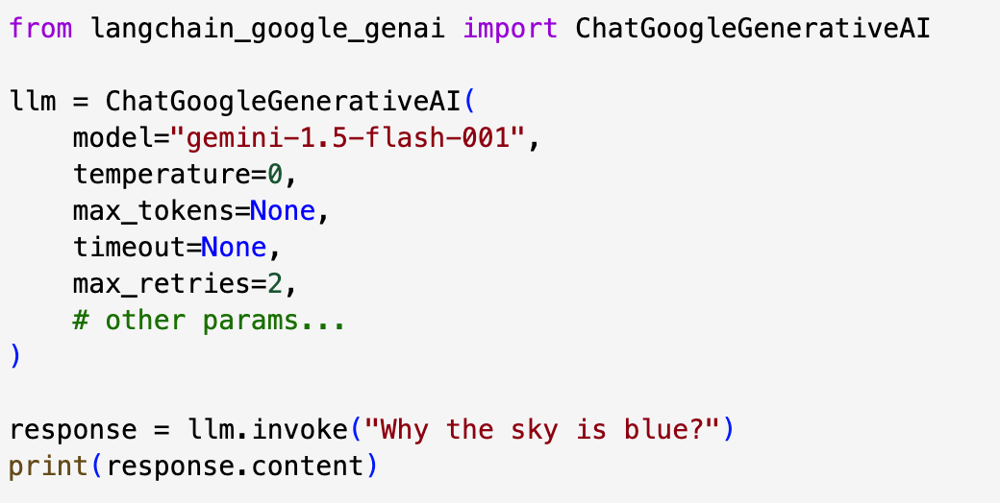 from langchain_google_genai import ChatGoogleGenerativeAI

llm = ChatGoogleGenerativeAI(
    model="gemini-1.5-flash-001",
    temperature=0,
    max_tokens=None,
    timeout=None,
    max_retries=2,
    # other params...
)

response = llm.invoke("Why the sky is blue?")
print(response.content)